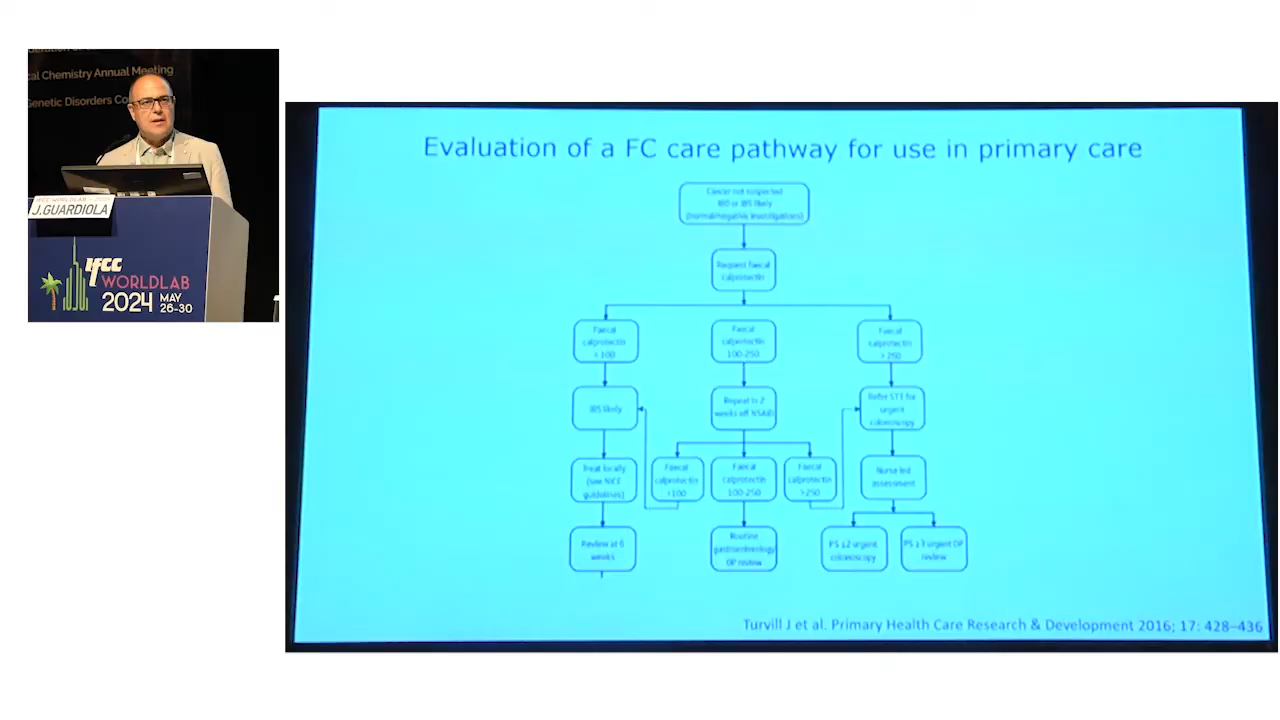 cal Chemistry Annual Meeting
Genetic Disorders Co
IFCC WORLDLAB
J.GUARDIOLA
IFCC
WORLDLAB
2024 MAY
26-30
Evaluation of a FC care pathway for use in primary care
Cancer not suspected
IBD or IBS likely
(normal/negative investigations)
Request faecal
calprotectin
Faecal
calprotectin
<100
Faecal
calprotectin
100-250
Faecal
calprotectin
>250
IBS likely
Repeat in 2
weeks off NSAID
Refer STT for
urgent
colonoscopy
Treat locally
(see NICE
guidelines)
Faecal
calprotectin
<100
Faecal
calprotectin
100-250
Faecal
calprotectin
>250
Nurse led
assessment
Review at 6
weeks
Routine
gastroenterology
OP review
PS ≤2 urgent
colonoscopy
PS ≥3 urgent OP
review
Turvill J et al. Primary Health Care Research & Development 2016; 17: 428–436